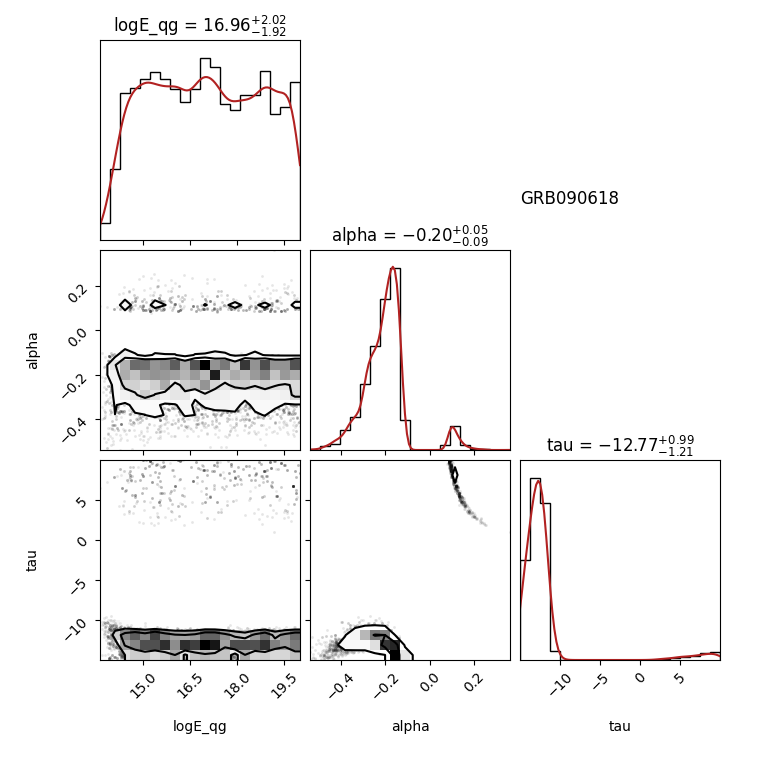 logE_qg = 16.96+2.02−1.92
GRB090618
alpha = −0.20+0.05−0.09
0.2
0.0
−0.2
−0.4
alpha
tau = −12.77+0.99−1.21
5
0
−5
−10
tau
15.0 16.5 18.0 19.5
−0.4 −0.2 0.0 0.2
−10 −5 0 5
logE_qg alpha tau